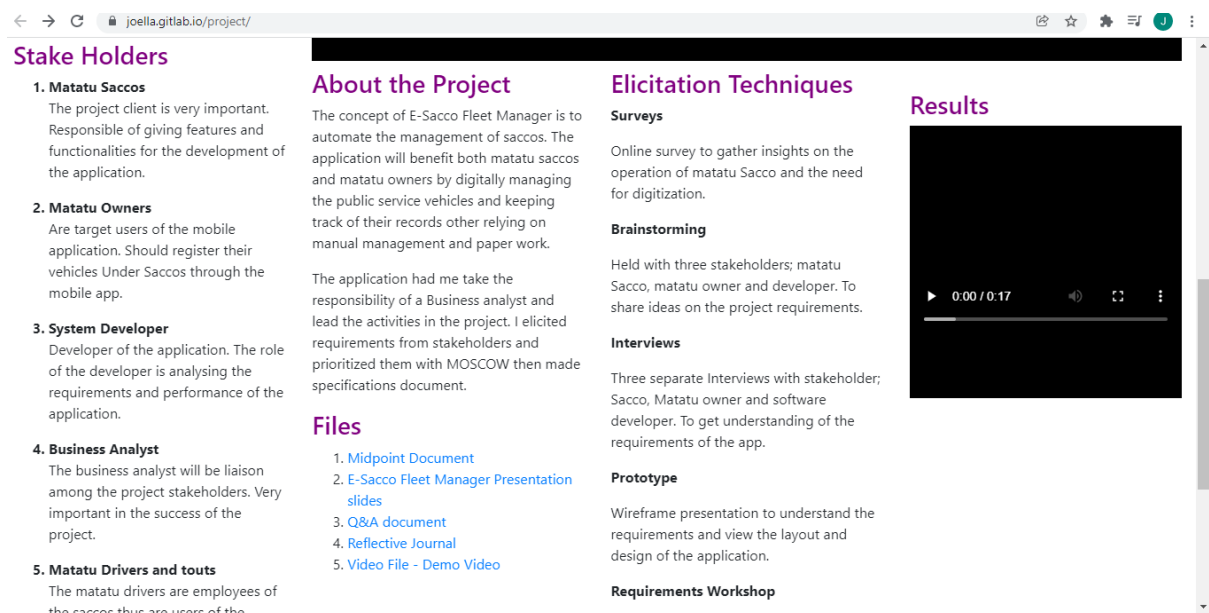 joella.gitlab.io/project/
J
Stake Holders
1. Matatu Saccos
The project client is very important.
Responsible of giving features and
functionalities for the development of
the application.
2. Matatu Owners
Are target users of the mobile
application. Should register their
vehicles Under Saccos through the
mobile app.
3. System Developer
Developer of the application. The role
of the developer is analysing the
requirements and performance of the
application.
4. Business Analyst
The business analyst will be liaison
among the project stakeholders. Very
important in the success of the
project.
5. Matatu Drivers and touts
The matatu drivers are employees of
the saccos thus are users of the
About the Project
The concept of E-Sacco Fleet Manager is to
automate the management of saccos. The
application will benefit both matatu saccos
and matatu owners by digitally managing
the public service vehicles and keeping
track of their records other relying on
manual management and paper work.
The application had me take the
responsibility of a Business analyst and
lead the activities in the project. I elicited
requirements from stakeholders and
prioritized them with MOSCOW then made
specifications document.
Files
1. Midpoint Document
2. E-Sacco Fleet Manager Presentation
slides
3. Q&A document
4. Reflective Journal
5. Video File - Demo Video
Elicitation Techniques
Surveys
Online survey to gather insights on the
operation of matatu Sacco and the need
for digitization.
Brainstorming
Held with three stakeholders; matatu
Sacco, matatu owner and developer. To
share ideas on the project requirements.
Interviews
Three separate Interviews with stakeholder;
Sacco, Matatu owner and software
developer. To get understanding of the
requirements of the app.
Prototype
Wireframe presentation to understand the
requirements and view the layout and
design of the application.
Requirements Workshop
Results
0:00 / 0:17